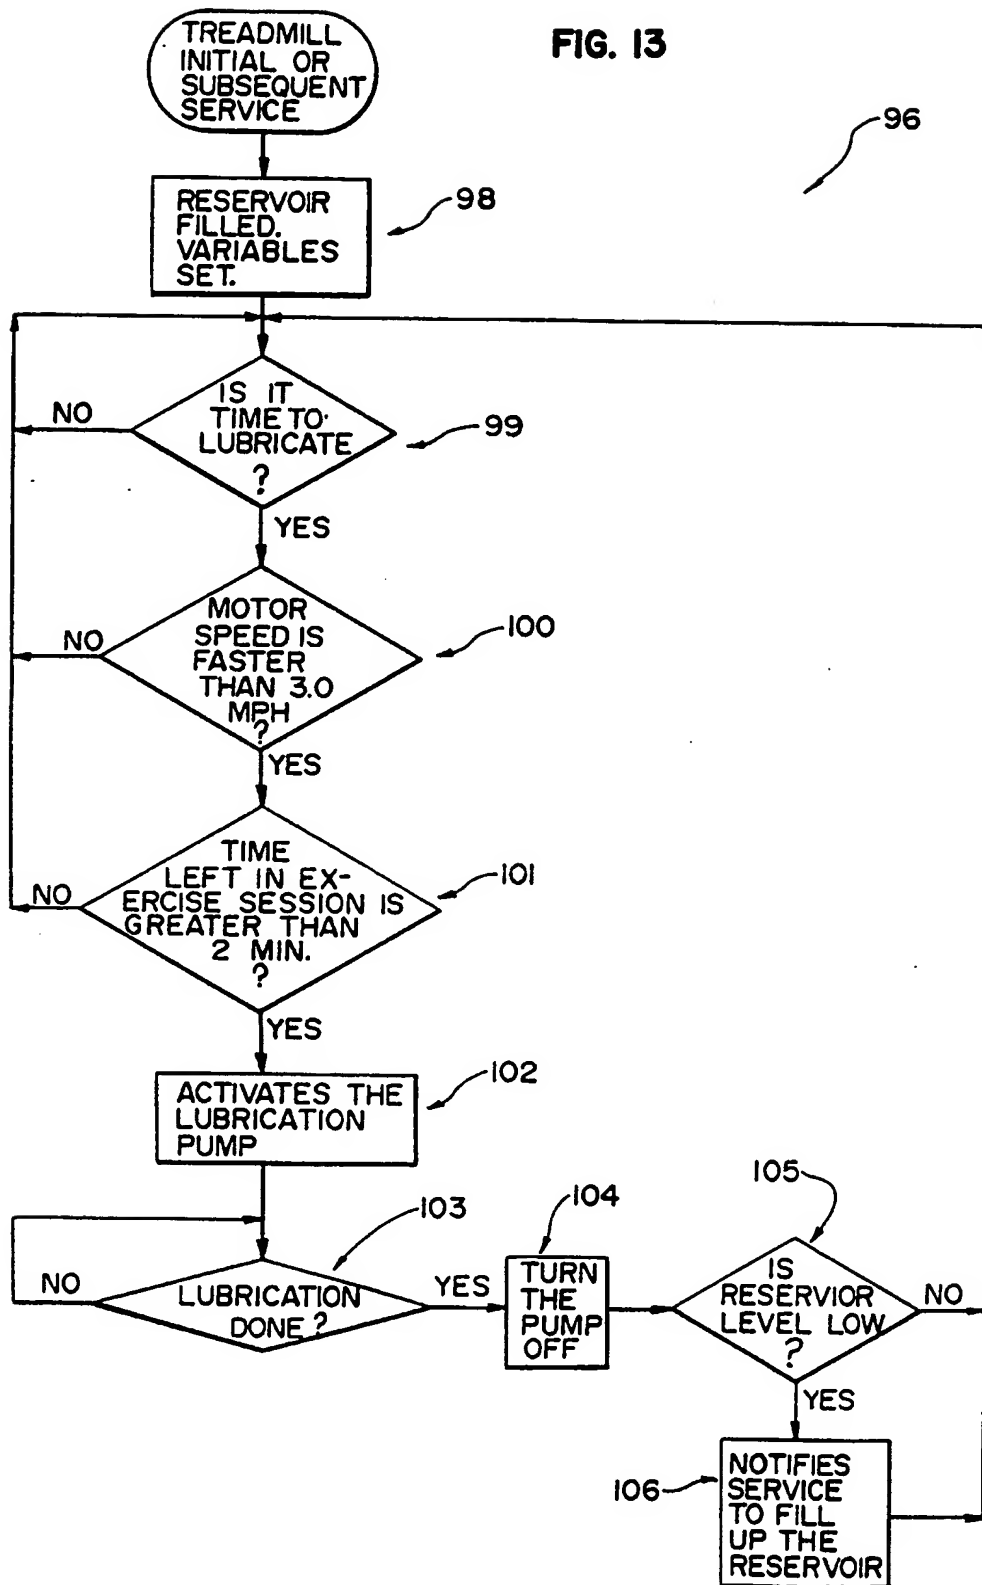 FIG. 13
TREADMILL
INITIAL OR
SUBSEQUENT
SERVICE
96
RESERVOIR
FILLED.
VARIABLES
SET.
98
IS IT
TIME TO
LUBRICATE
?
NO
99
YES
MOTOR
SPEED IS
FASTER
THAN 3.0
MPH
?
NO
100
YES
TIME
LEFT IN EX-
ERCISE SESSION IS
GREATER THAN
2 MIN.
?
NO
101
YES
ACTIVATES THE
LUBRICATION
PUMP
102
LUBRICATION
DONE?
NO
103
YES
TURN
THE
PUMP
OFF
104
IS
RESERVIOR
LEVEL LOW
?
105
NO
YES
NOTIFIES
SERVICE
TO FILL
UP THE
RESERVOIR
106